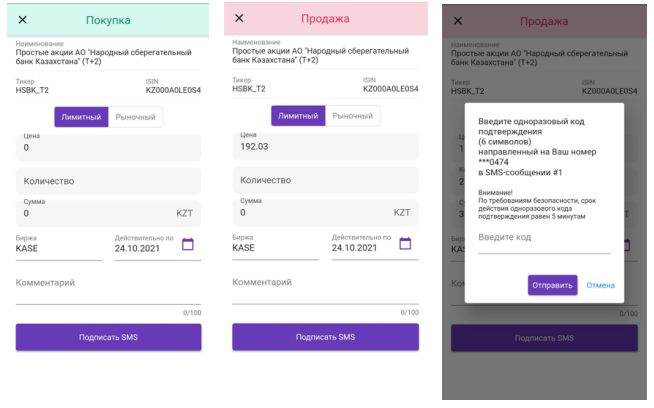 Покупка
Наименование
Простые акции АО "Народный сберегательный
банк Казахстана" (T+2)
Тикер ISIN
HSBK_T2 KZ000A0LE0S4
Лимитный Рыночный
Цена
0
Количество
Сумма
0 KZT
Биржа Действительно по
KASE 24.10.2021
Комментарий
0/100
Подписать SMS
Продажа
Наименование
Простые акции АО "Народный сберегательный
банк Казахстана" (T+2)
Тикер ISIN
HSBK_T2 KZ000A0LE0S4
Лимитный Рыночный
Цена
192.03
Количество
Сумма
0 KZT
Биржа Действительно по
KASE 24.10.2021
Комментарий
0/100
Подписать SMS
Продажа
Наименование
Простые акции АО "Народный сберегательный
банк Казахстана" (T+2)
Тикер ISIN
HSBK_T2 KZ000A0LE0S4
Введите одноразовый код
подтверждения
(6 символов)
направленный на Ваш номер
***0474
в SMS-сообщении #1
Внимание!
По требованиям безопасности, срок
действия одноразового кода
подтверждения равен 5 минутам
Введите код
Отправить Отмена
0/100
Подписать SMS